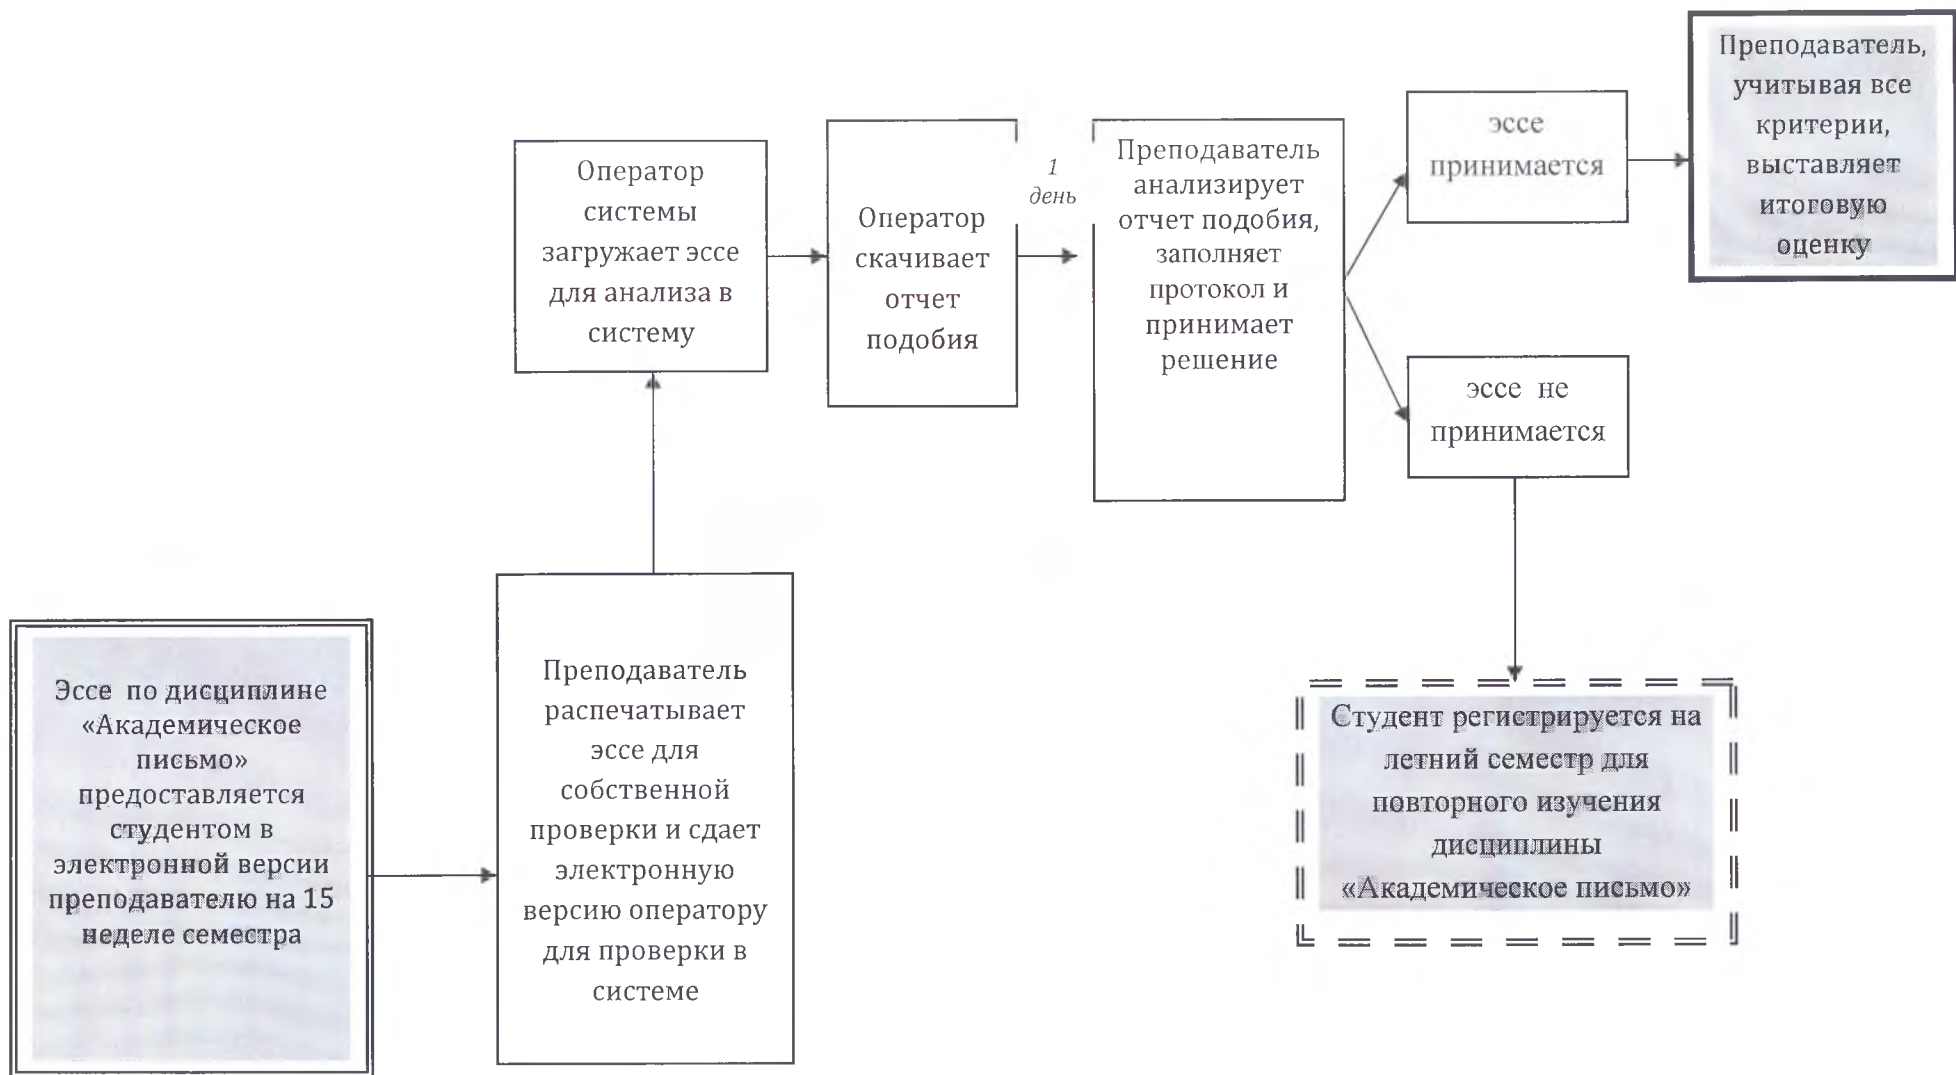 Эссе по дисциплине
«Академическое
письмо»
предоставляется
студентом в
электронной версии
преподавателю на 15
неделе семестра
Преподаватель
распечатывает
эссе для
собственной
проверки и сдает
электронную
версию оператору
для проверки в
системе
Оператор
системы
загружает эссе
для анализа в
систему
Оператор
скачивает
отчет
подобия
1
день
Преподаватель
анализирует
отчет подобия,
заполняет
протокол и
принимает
решение
эссе
принимается
Преподаватель,
учитывая все
критерии,
выставляет
итоговую
оценку
эссе не
принимается
Студент регистрируется на
летний семестр для
повторного изучения
дисциплины
«Академическое письмо»